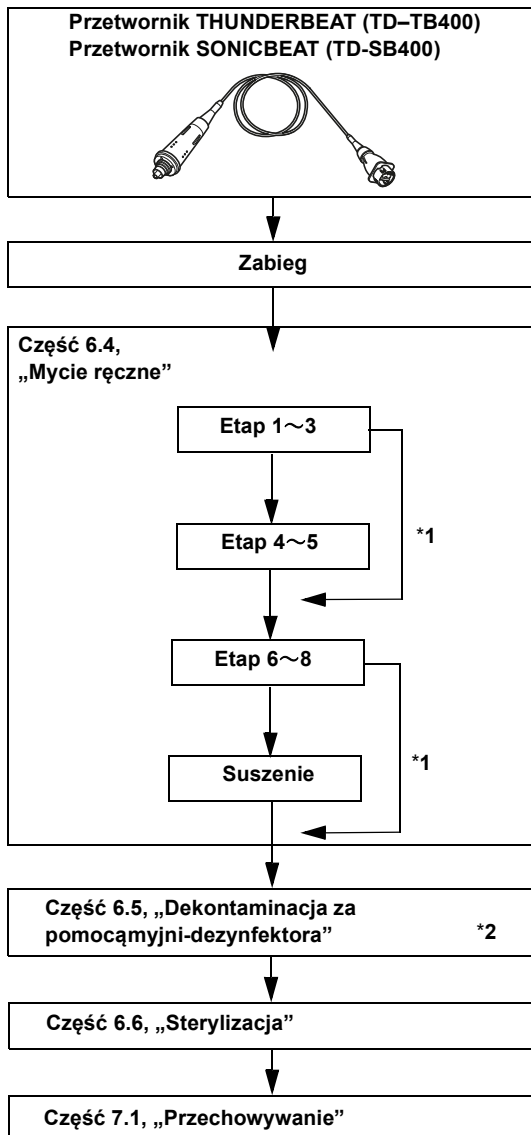 Przetwornik THUNDERBEAT (TD–TB400)
Przetwornik SONICBEAT (TD-SB400)
Zabieg
Część 6.4,
„Mycie ręczne”
Etap 1～3
*1
Etap 4～5
Etap 6～8
*1
Suszenie
Część 6.5, „Dekontaminacja za
pomocąmyjni-dezynfektora” *2
Część 6.6, „Sterylizacja”
Część 7.1, „Przechowywanie”